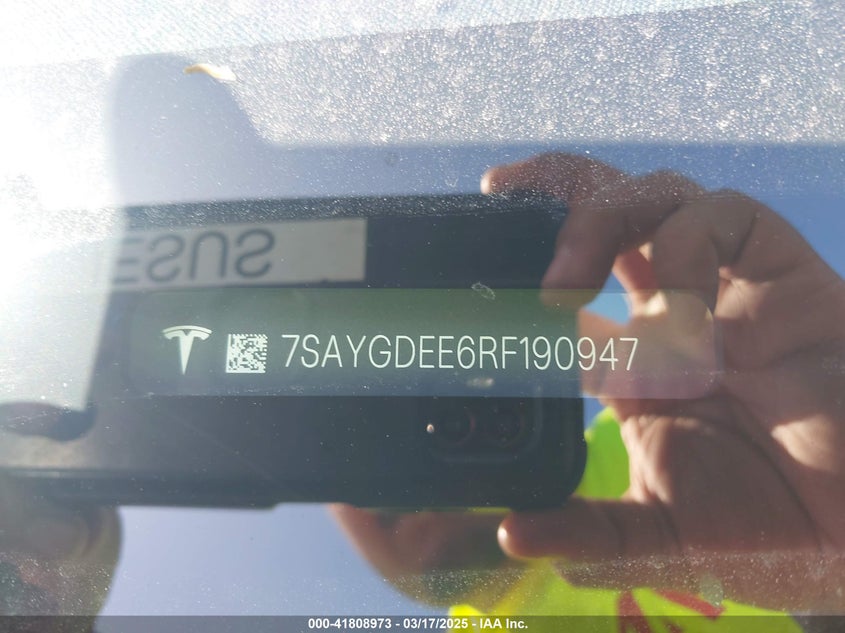 SUSE
7SAYGDEE6RF190947
000-41808973 - 03/17/2025 - IAA Inc.